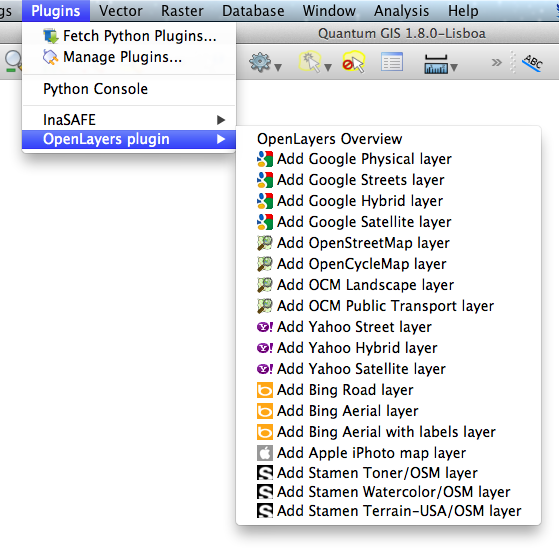 gs Plugins Vector Raster Database Window Analysis Help
Quantum GIS 1.8.0-Lisboa
Fetch Python Plugins...
Manage Plugins...
ABC
Python Console
InaSAFE
OpenLayers plugin
OpenLayers Overview
Add Google Physical layer
Add Google Streets layer
Add Google Hybrid layer
Add Google Satellite layer
Add OpenStreetMap layer
Add OpenCycleMap layer
Add OCM Landscape layer
Add OCM Public Transport layer
Y! Add Yahoo Street layer
Y! Add Yahoo Hybrid layer
Y! Add Yahoo Satellite layer
Add Bing Road layer
Add Bing Aerial layer
Add Bing Aerial with labels layer
Add Apple iPhoto map layer
S Add Stamen Toner/OSM layer
S Add Stamen Watercolor/OSM layer
S Add Stamen Terrain-USA/OSM layer